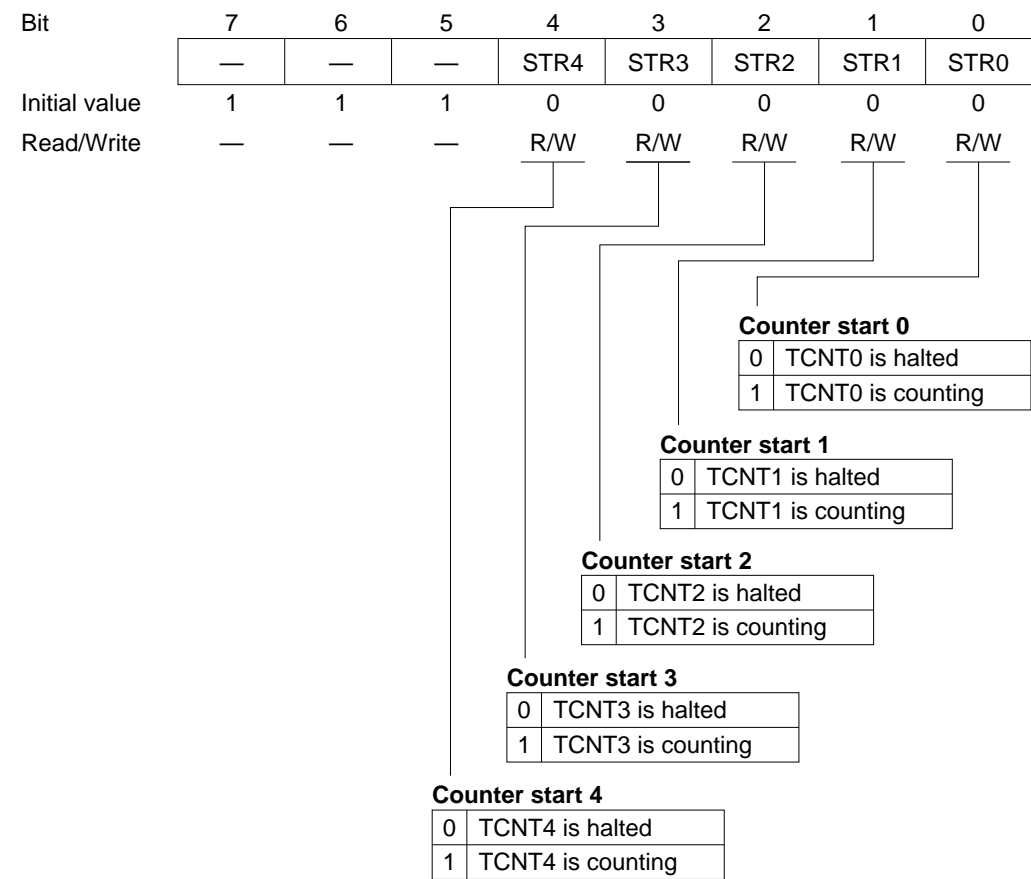 Bit 7 6 5 4 3 2 1 0
— — — STR4 STR3 STR2 STR1 STR0
Initial value 1 1 1 0 0 0 0 0
Read/Write — — — R/W R/W R/W R/W R/W
Counter start 0
0 TCNT0 is halted
1 TCNT0 is counting
Counter start 1
0 TCNT1 is halted
1 TCNT1 is counting
Counter start 2
0 TCNT2 is halted
1 TCNT2 is counting
Counter start 3
0 TCNT3 is halted
1 TCNT3 is counting
Counter start 4
0 TCNT4 is halted
1 TCNT4 is counting